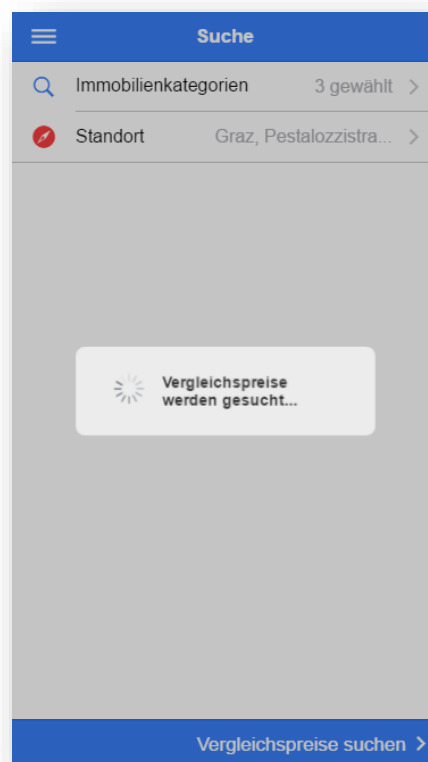 Suche
Immobilienkategorien 3 gewählt
Standort Graz, Pestalozzistra...
Vergleichspreise
werden gesucht...
Vergleichspreise suchen